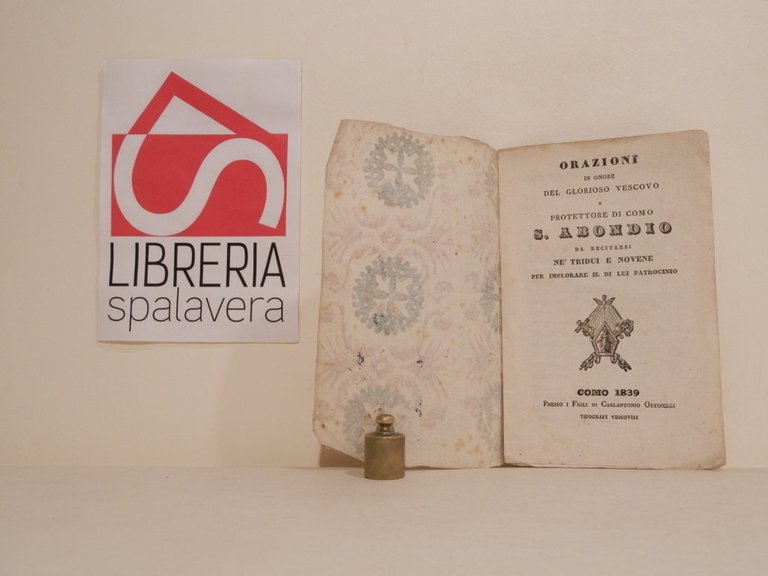 LIBRERIA
spalavera
ORAZIONI
IN ONORE
DEL GLORIOSO VESCOVO
E
PROTETTORE DI COMO
S. ABONDIO
DA RECITARSI
NE' TRIDUI E NOVENE
PER IMPLORARE IL DI LUI PATROCINIO
COMO 1839
PRESSO I FIGLI DI CARLANTONIO OSTINELLI
TIPOGRAFI VESCOVILI